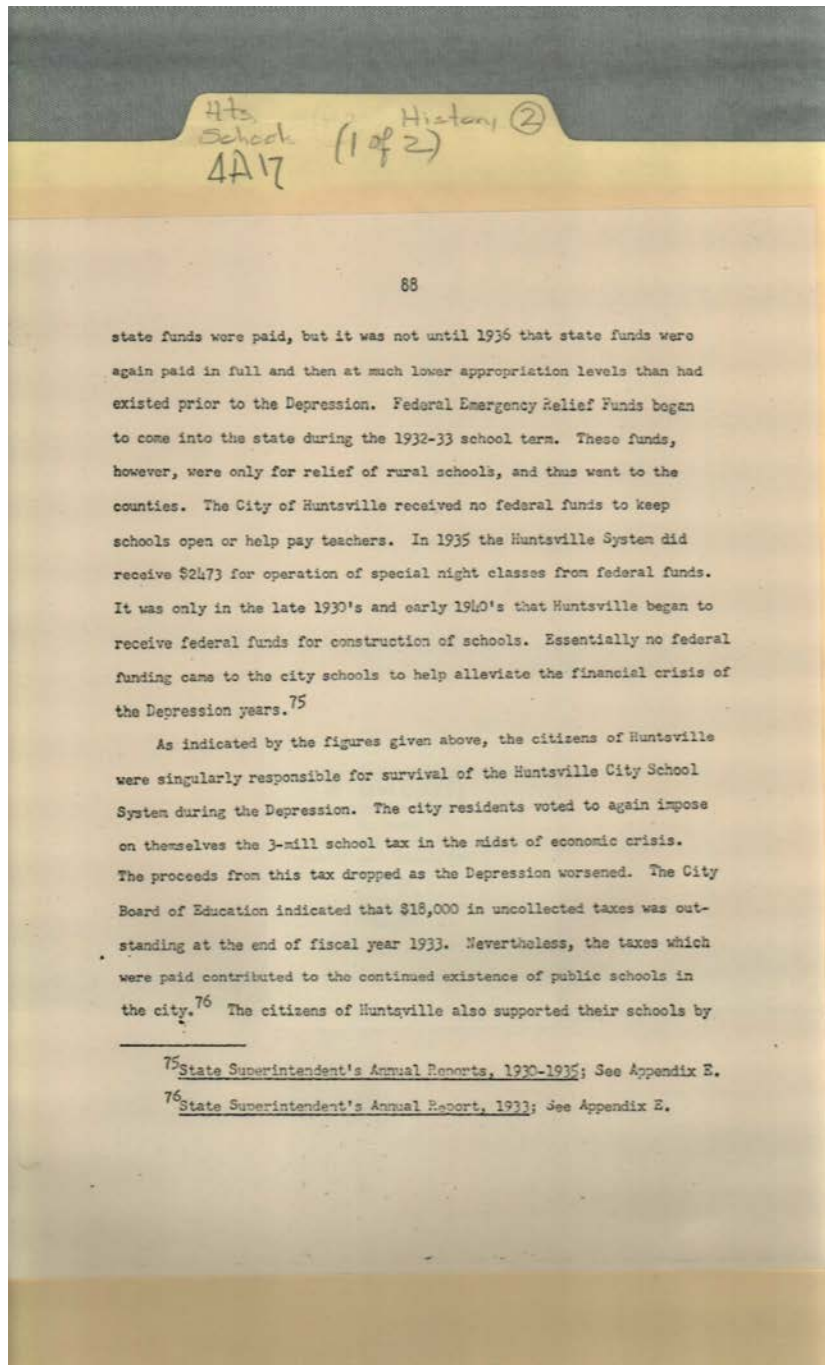 Hts
School
4A17
History ②
(1 of 2)
88
state funds were paid, but it was not until 1936 that state funds were
again paid in full and then at much lower appropriation levels than had
existed prior to the Depression. Federal Emergency Relief Funds began
to come into the state during the 1932-33 school term. These funds,
however, were only for relief of rural schools, and thus went to the
counties. The City of Huntsville received no federal funds to keep
schools open or help pay teachers. In 1935 the Huntsville System did
receive $2473 for operation of special night classes from federal funds.
It was only in the late 1930's and early 1940's that Huntsville began to
receive federal funds for construction of schools. Essentially no federal
funding came to the city schools to help alleviate the financial crisis of
the Depression years.75
As indicated by the figures given above, the citizens of Huntsville
were singularly responsible for survival of the Huntsville City School
System during the Depression. The city residents voted to again impose
on themselves the 3-mill school tax in the midst of economic crisis.
The proceeds from this tax dropped as the Depression worsened. The City
Board of Education indicated that $18,000 in uncollected taxes was out-
standing at the end of fiscal year 1933. Nevertheless, the taxes which
were paid contributed to the continued existence of public schools in
the city.76 The citizens of Huntsville also supported their schools by
75State Superintendent's Annual Reports, 1930-1935; See Appendix E.
76State Superintendent's Annual Report, 1933; See Appendix E.